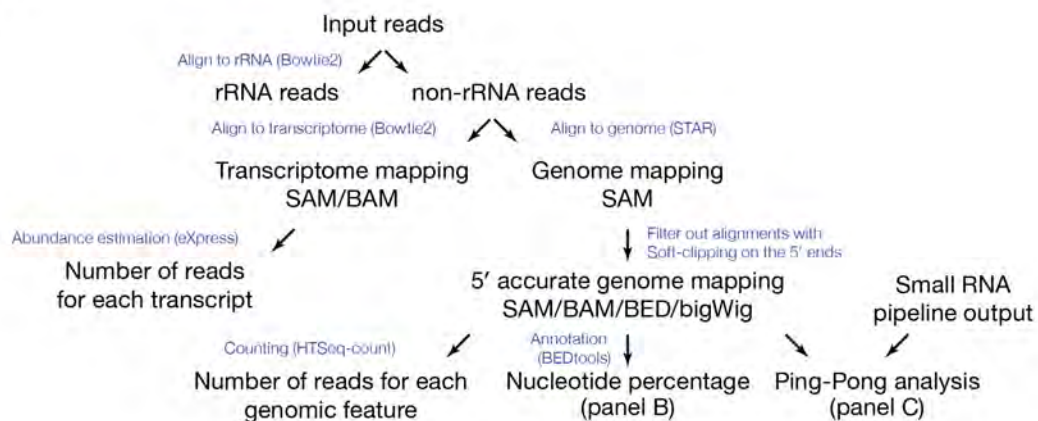 Input reads
Align to rRNA (Bowtie2)
rRNA reads
non-rRNA reads
Align to transcriptome (Bowtie2)
Align to genome (STAR)
Transcriptome mapping
SAM/BAM
Genome mapping
SAM
Abundance estimation (eXpress)
Number of reads
for each transcript
Filter out alignments with
Soft-clipping on the 5′ ends
5′ accurate genome mapping
SAM/BAM/BED/bigWig
Small RNA
pipeline output
Counting (HTSeq-count)
Annotation
(BEDtools)
Number of reads for each
genomic feature
Nucleotide percentage
(panel B)
Ping-Pong analysis
(panel C)